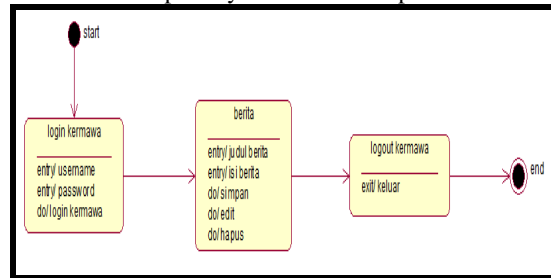 start
login kermawa
entry/ username
entry/ password
do/ login kermawa
berita
entry/ judul berita
entry/ isi berita
do/ simpan
do/ edit
do/ hapus
logout kermawa
exit/ keluar
end